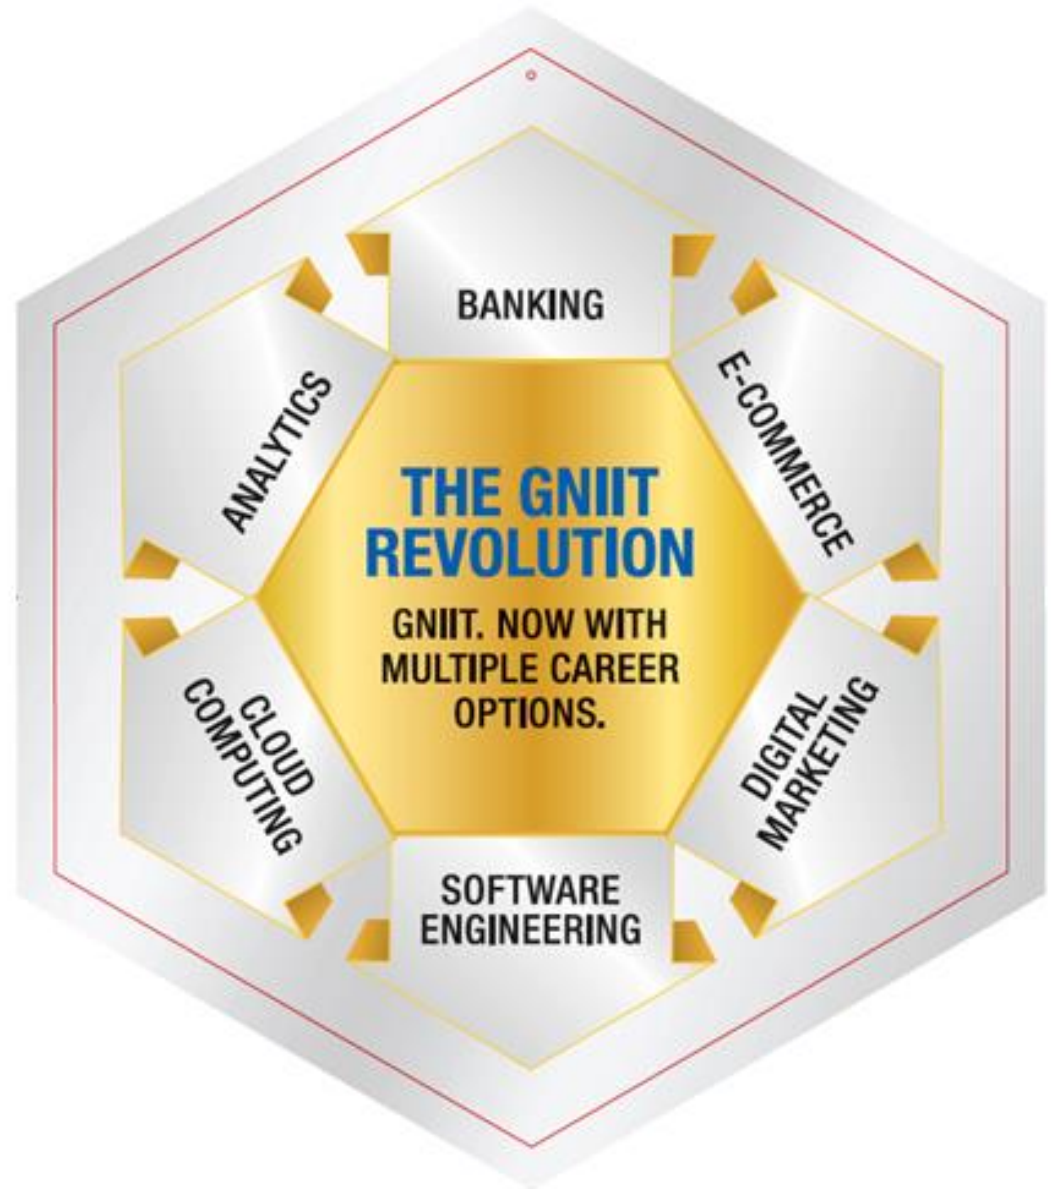 BANKING
E-COMMERCE
DIGITAL
MARKETING
SOFTWARE
ENGINEERING
CLOUD
COMPUTING
ANALYTICS
THE GNIIT
REVOLUTION
GNIIT. NOW WITH
MULTIPLE CAREER
OPTIONS.